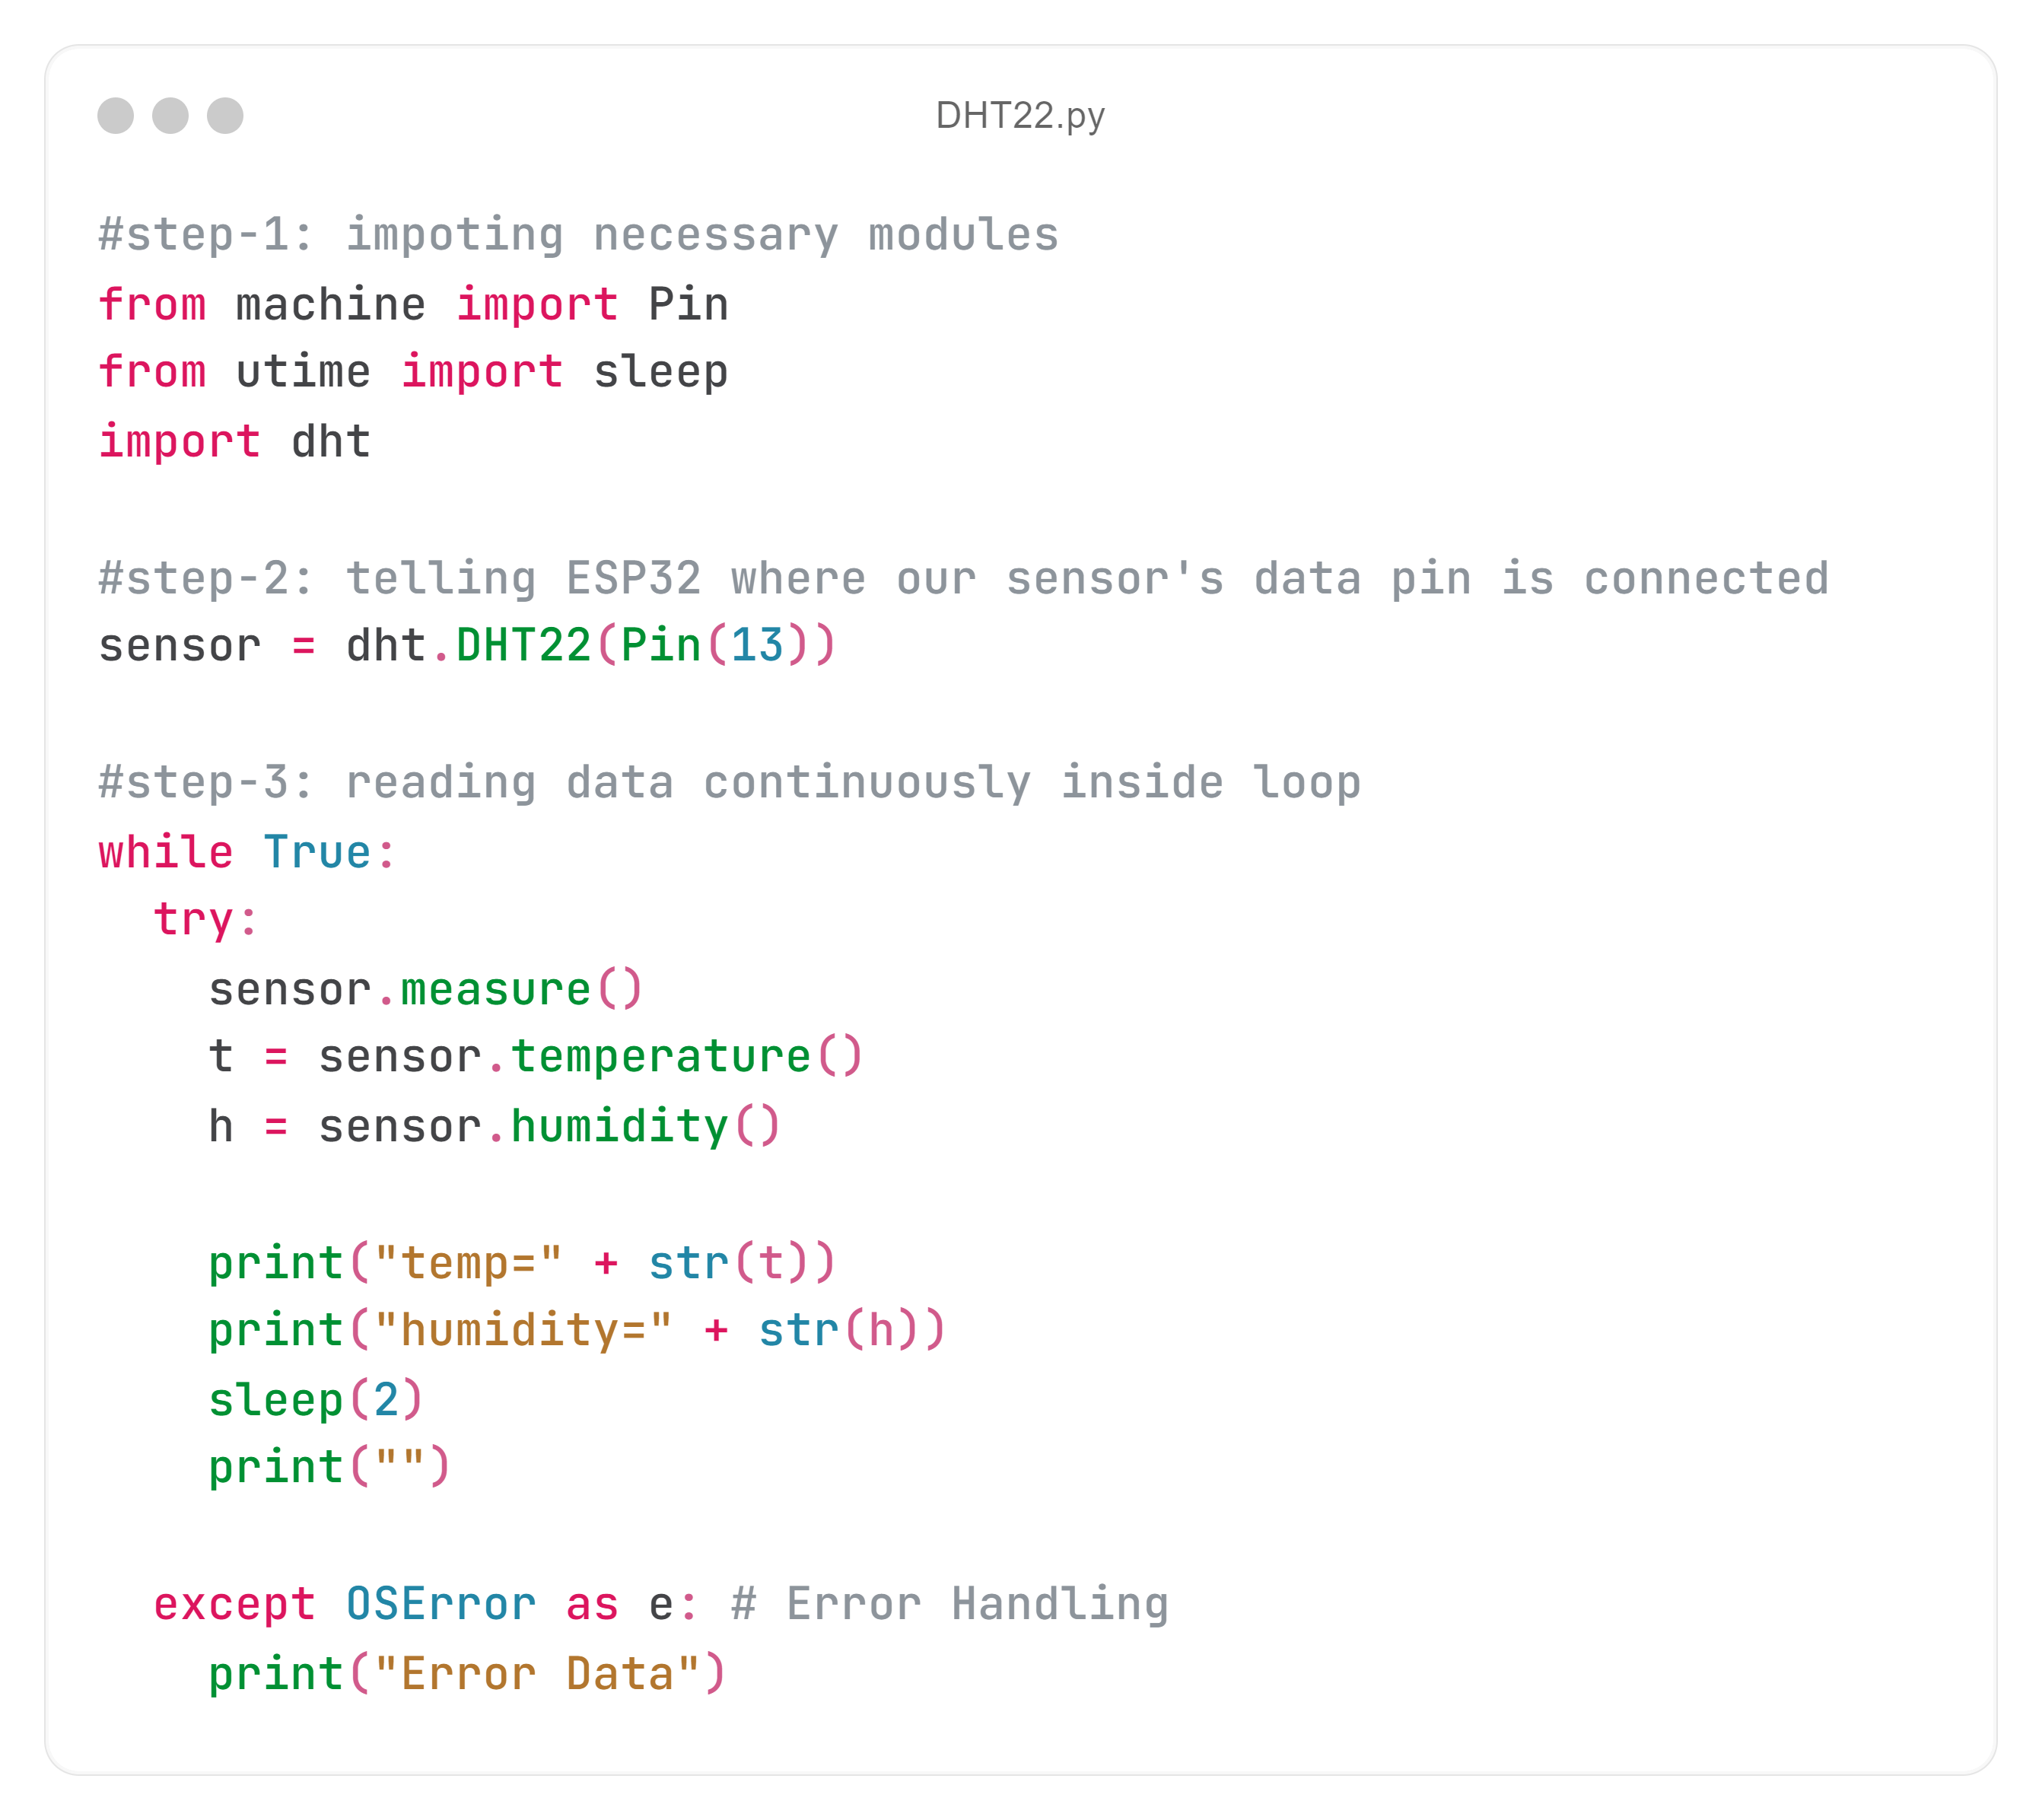 DHT22.py
#step-1: impoting necessary modules
from machine import Pin
from utime import sleep
import dht
#step-2: telling ESP32 where our sensor's data pin is connected
sensor = dht.DHT22(Pin(13))
#step-3: reading data continuously inside loop
while True:
  try:
    sensor.measure()
    t = sensor.temperature()
    h = sensor.humidity()
    print("temp=" + str(t))
    print("humidity=" + str(h))
    sleep(2)
    print("")
  except OSError as e: # Error Handling
    print("Error Data")